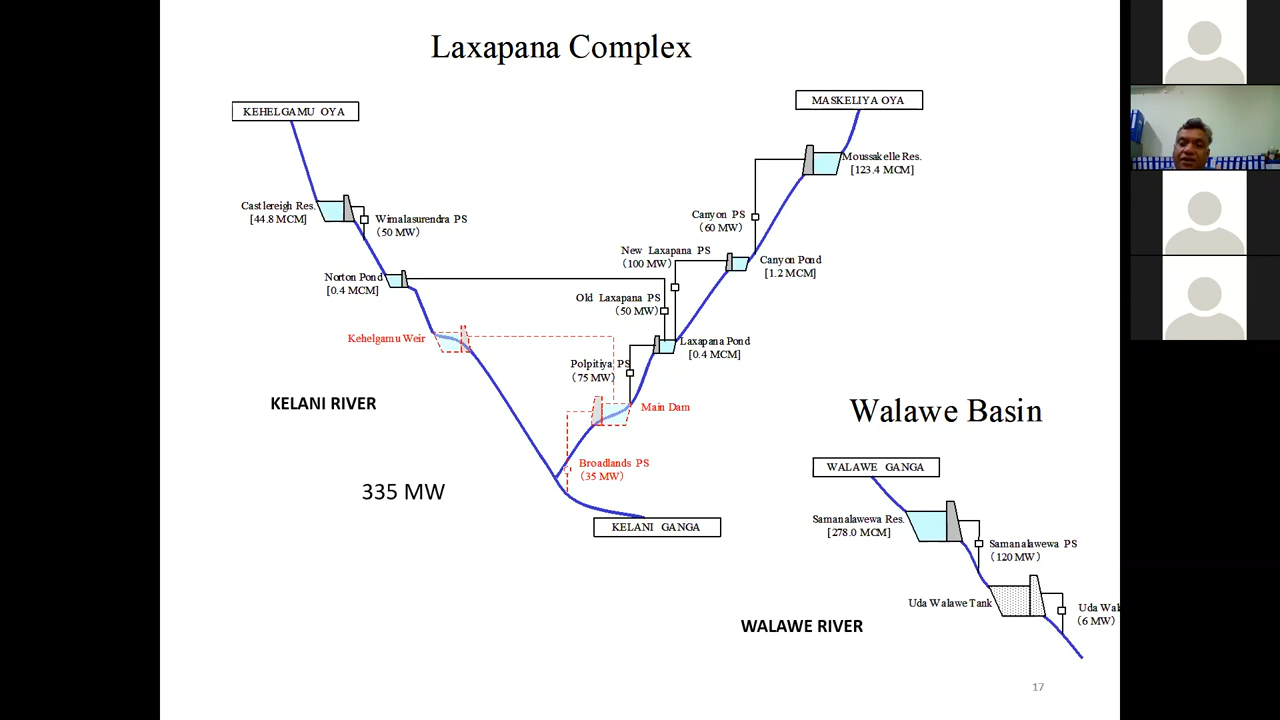 Laxapana Complex
KEHELGAMU OYA
MASKELIYA OYA
Moussakelle Res.
[123.4 MCM]
Castlereigh Res.
[44.8 MCM]
Wimalasurendra PS
(50 MW)
Canyon PS
(60 MW)
New Laxapana PS
(100 MW)
Canyon Pond
[1.2 MCM]
Norton Pond
[0.4 MCM]
Old Laxapana PS
(50 MW)
Kehelgamu Weir
Laxapana Pond
[0.4 MCM]
Polpitiya PS
(75 MW)
KELANI RIVER
Main Dam
Broadlands PS
(35 MW)
335 MW
KELANI GANGA
Walawe Basin
WALAWE GANGA
Samanalawewa Res.
[278.0 MCM]
Samanalawewa PS
(120 MW)
Uda Walawe Tank
Uda Wal
(6 MW)
WALAWE RIVER
17